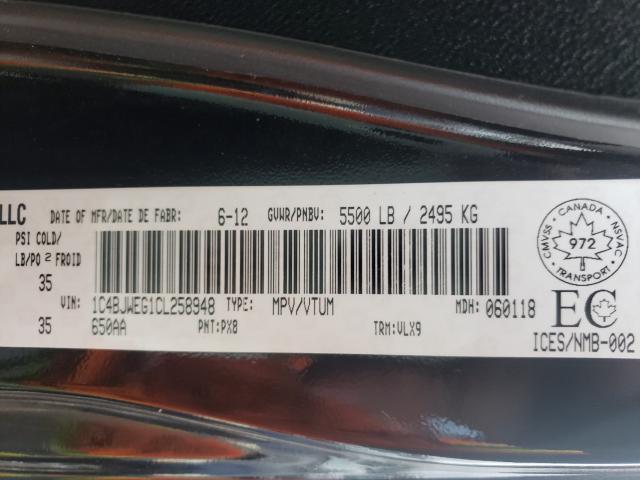 LLC DATE OF MFR/DATE DE FABR: 6-12 GVWR/PNBV: 5500 LB / 2495 KG
PSI COLD/
LB/PO 2 FROID
35
VIN: 1C4BJWEG1CL258948 TYPE: MPV/VTUM MDH: 060118
35 650AA PNT:PX8 TRM:VLX9
CANADA
CMVSS NSVAC
972
TRANSPORT
EC
ICES/NMB-002